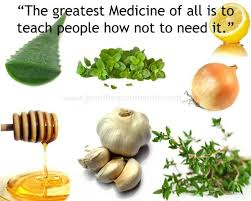 “The greatest Medicine of all is to
teach people how not to need it.”